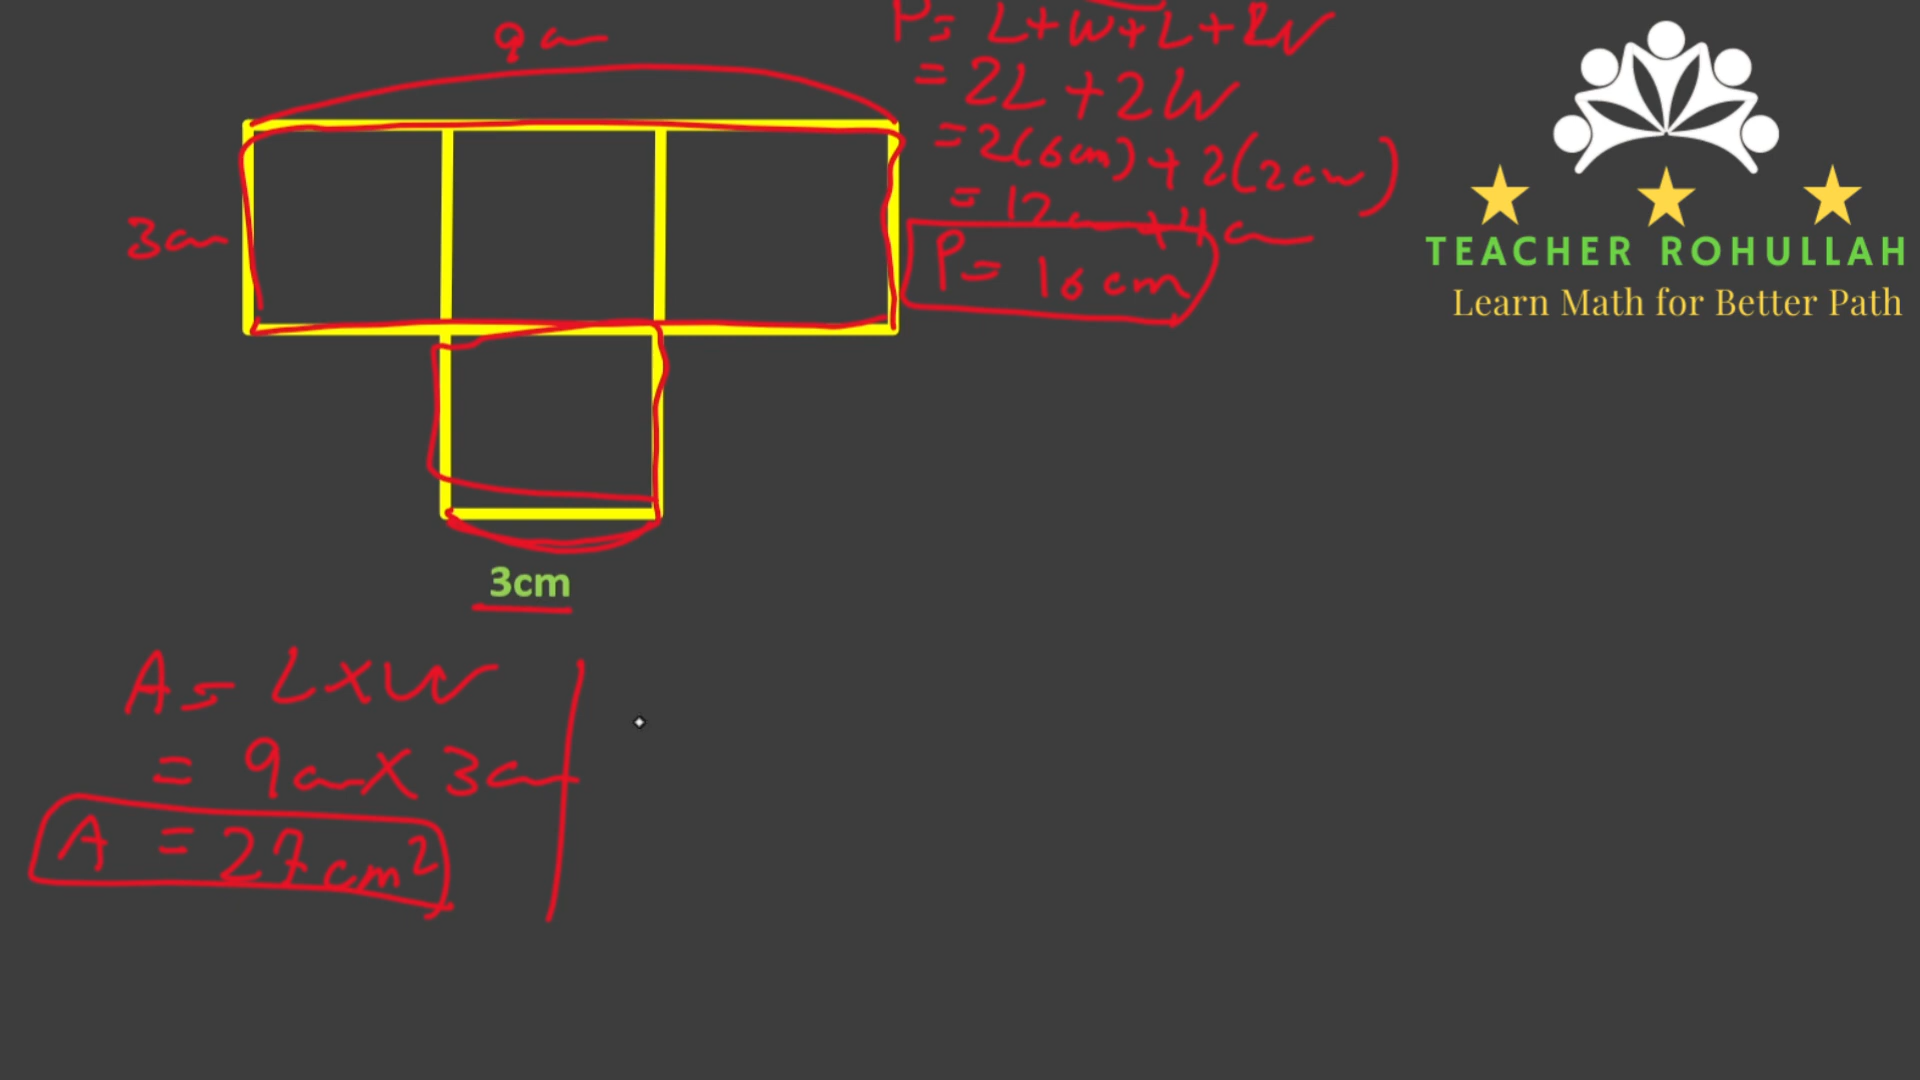 9cm
P= L+W+L+W
= 2L+2W
= 2(6cm)+2(2cm)
= 12cm+4cm
P= 16cm
3cm
TEACHER ROHULLAH
Learn Math for Better Path
3cm
A= L×W
= 9cm×3cm
A = 27cm²